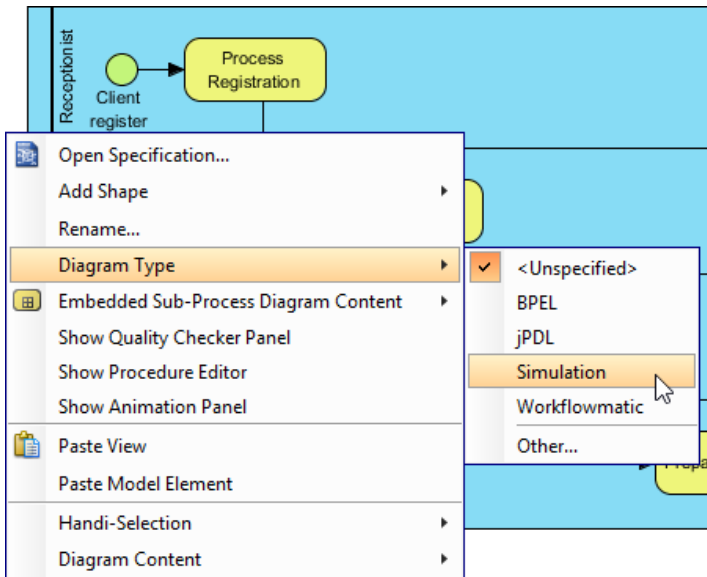 Receptionist
Process
Registration
Client
register
Open Specification...
Add Shape
Rename...
Diagram Type
Embedded Sub-Process Diagram Content
Show Quality Checker Panel
Show Procedure Editor
Show Animation Panel
Paste View
Paste Model Element
Handi-Selection
Diagram Content
<Unspecified>
BPEL
jPDL
Simulation
Workflowmatic
Other...